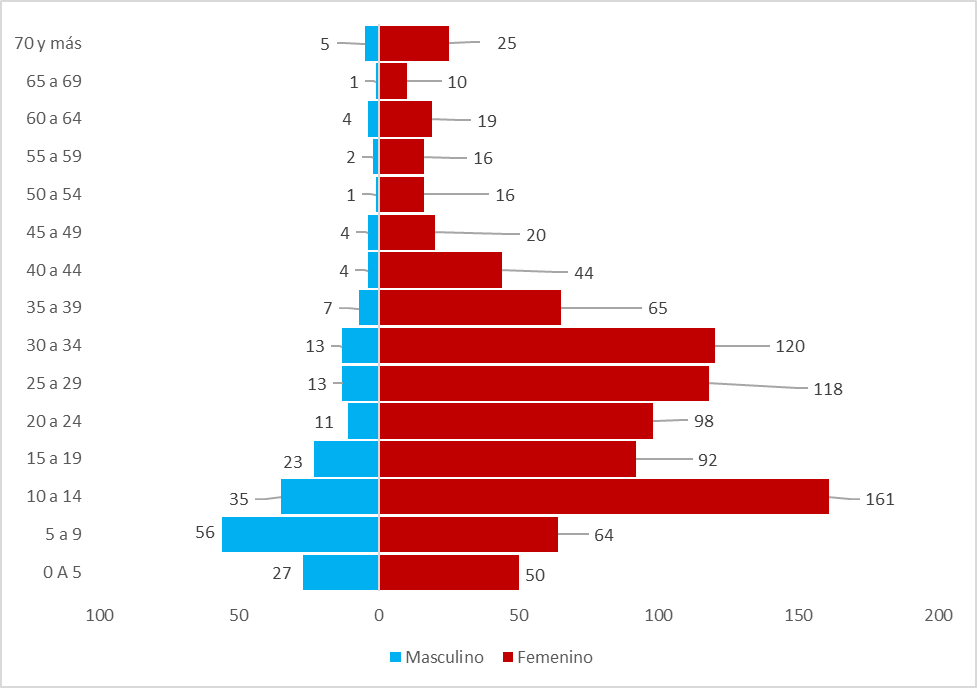 70 y más 5 25
65 a 69 1 10
60 a 64 4 19
55 a 59 2 16
50 a 54 1 16
45 a 49 4 20
40 a 44 4 44
35 a 39 7 65
30 a 34 13 120
25 a 29 13 118
20 a 24 11 98
15 a 19 23 92
10 a 14 35 161
5 a 9 56 64
0 A 5 27 50
100 50 0 50 100 150 200
Masculino Femenino